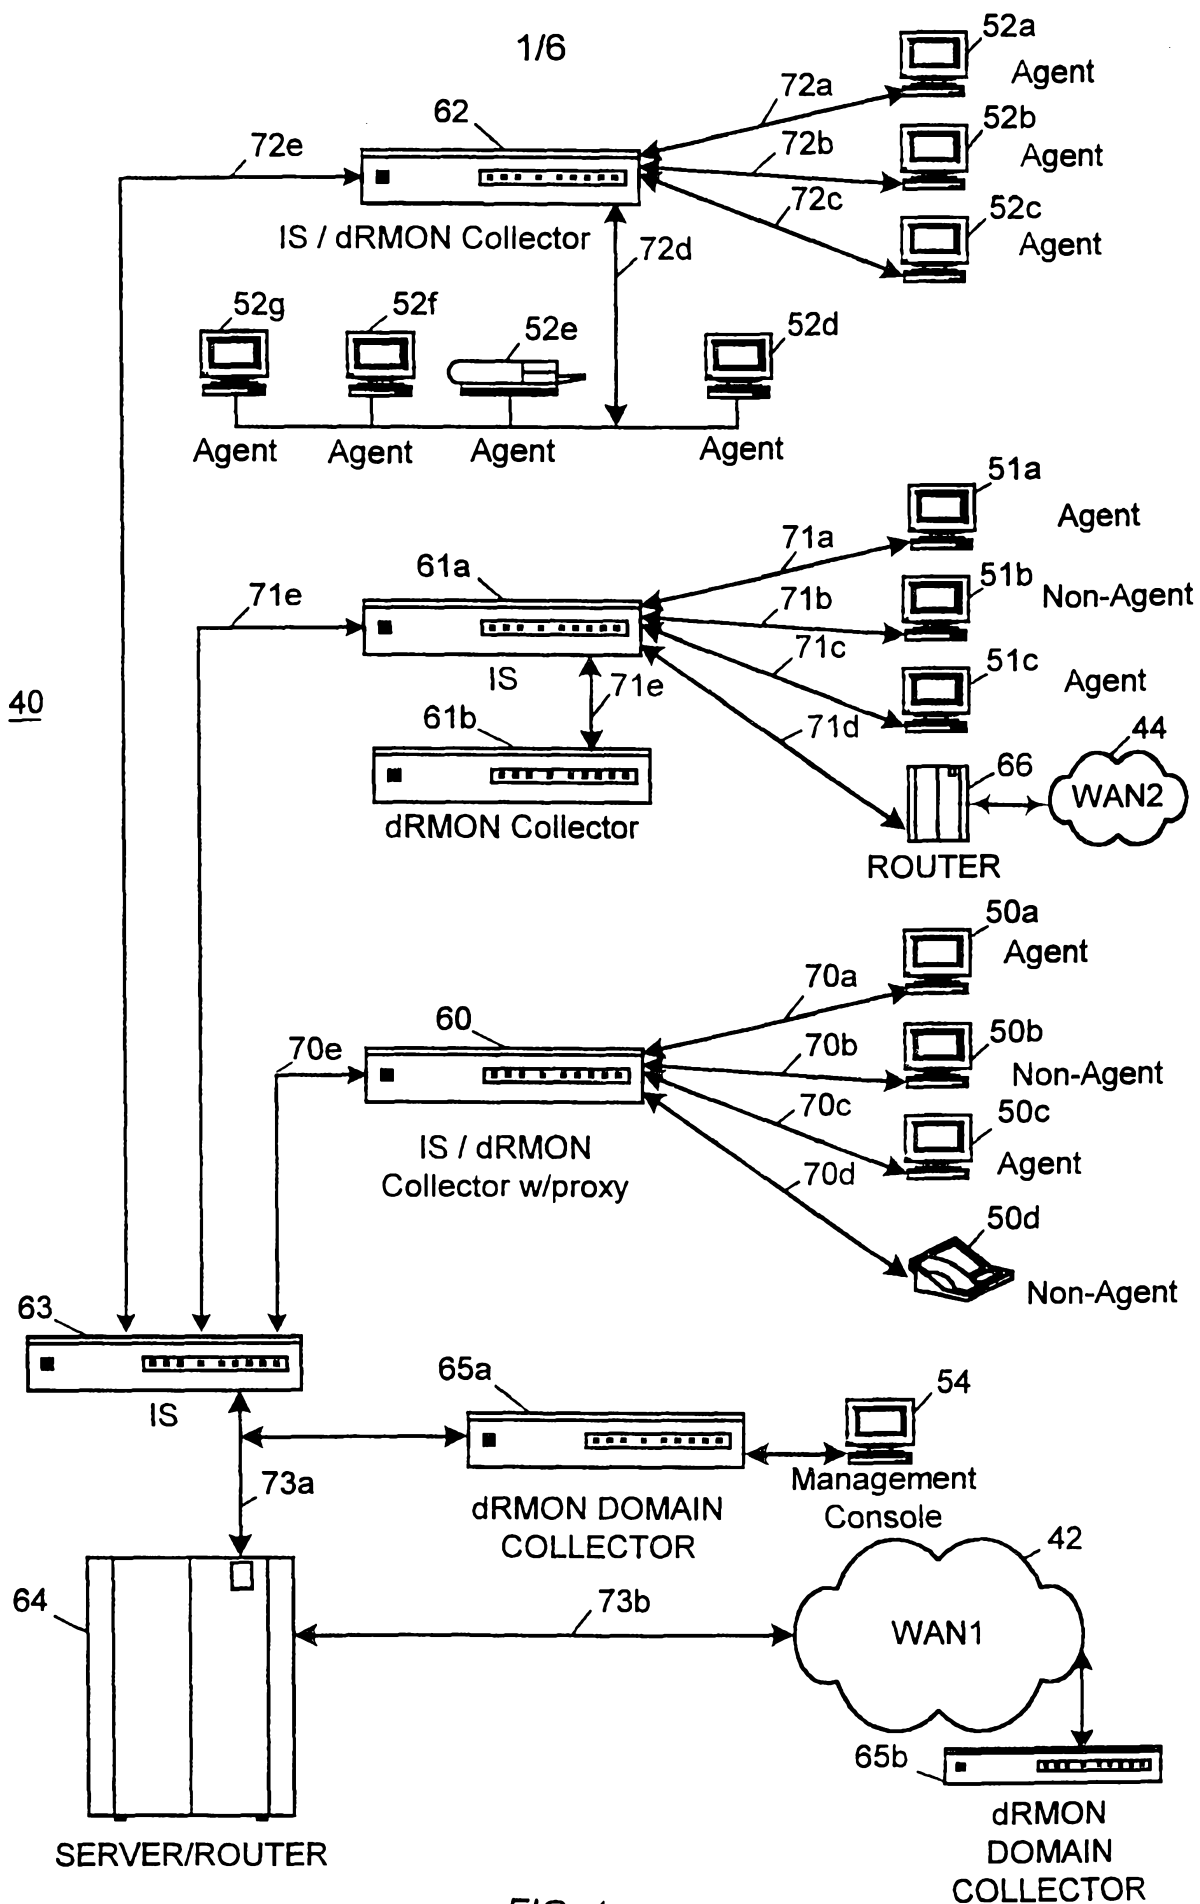 1/6
52a
Agent
72a
62
52b
72b
Agent
72e
72c
52c
Agent
IS / dRMON Collector
72d
52g
52f
52e
52d
Agent
Agent
Agent
Agent
51a
Agent
71a
61a
51b
Non-Agent
71e
71b
71c
51c
Agent
IS
71e
40
61b
71d
44
66
WAN2
dRMON Collector
ROUTER
50a
Agent
70a
60
50b
70e
70b
Non-Agent
70c
50c
IS / dRMON
Collector w/proxy
Agent
70d
50d
Non-Agent
63
65a
54
IS
73a
Management
Console
dRMON DOMAIN
COLLECTOR
42
64
73b
WAN1
65b
dRMON
DOMAIN
COLLECTOR
SERVER/ROUTER